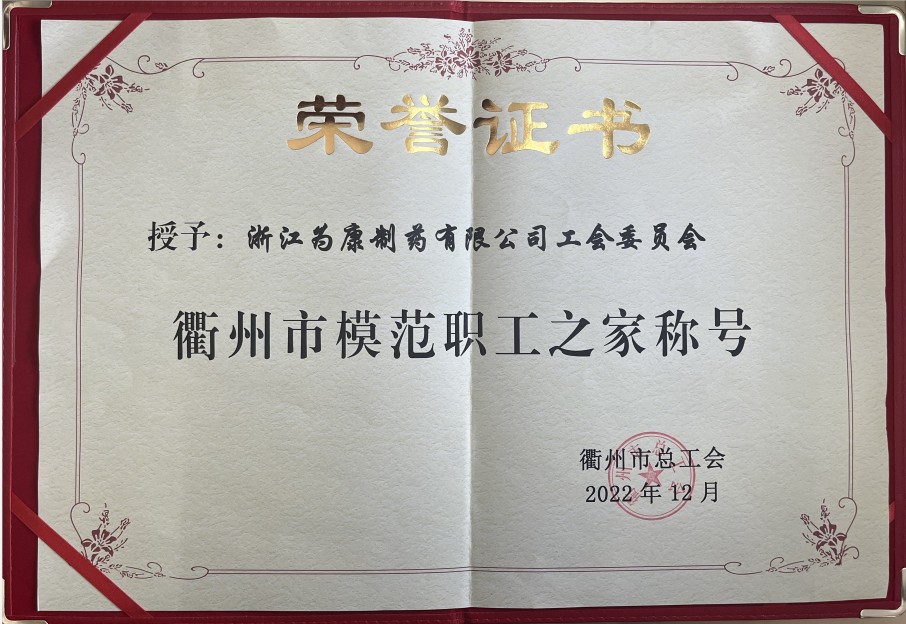 荣誉证书
授予：浙江为康制药有限公司工会委员会
衢州市模范职工之家称号
衢州市总工会
2022年12月